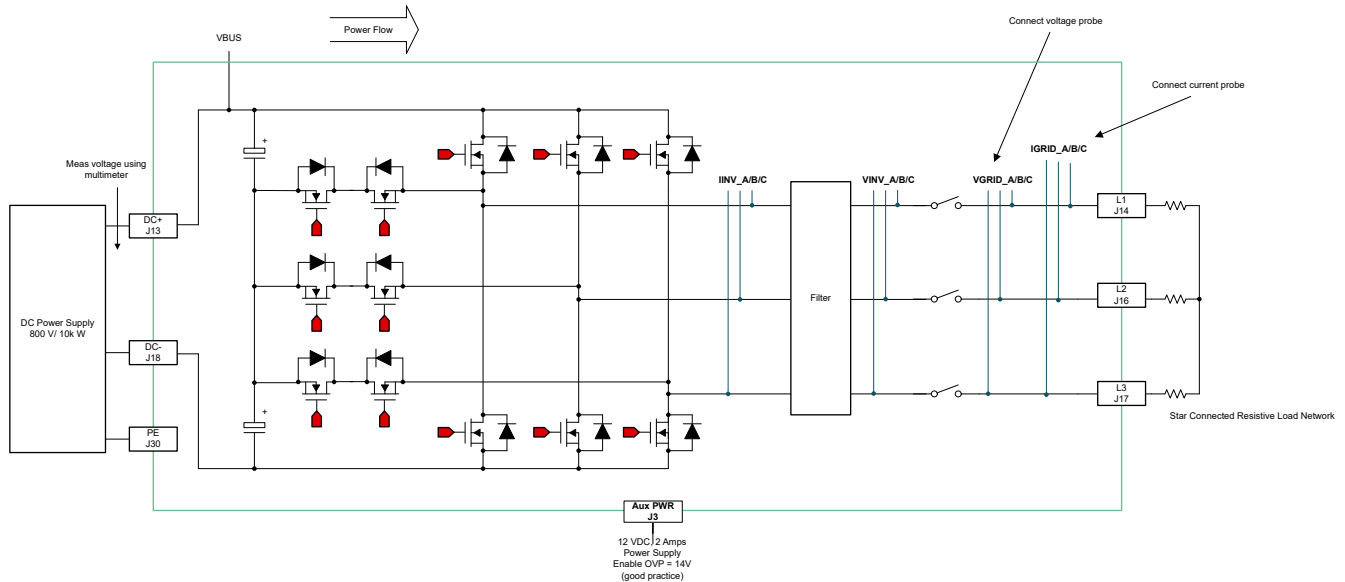 Connect voltage probe
Power Flow
VBUS
Connect current probe
IGRID_A/B/C
Meas voltage using
multimeter
+
IINV_A/B/C
VINV_A/B/C
VGRID_A/B/C
L1
J14
DC+
J13
DC Power Supply
800 V/ 10k W
Filter
L2
J16
DC-
J18
L3
J17
Star Connected Resistive Load Network
+
PE
J30
Aux PWR
J3
12 VDC, 2 Amps
Power Supply
Enable OVP = 14V
(good practice)